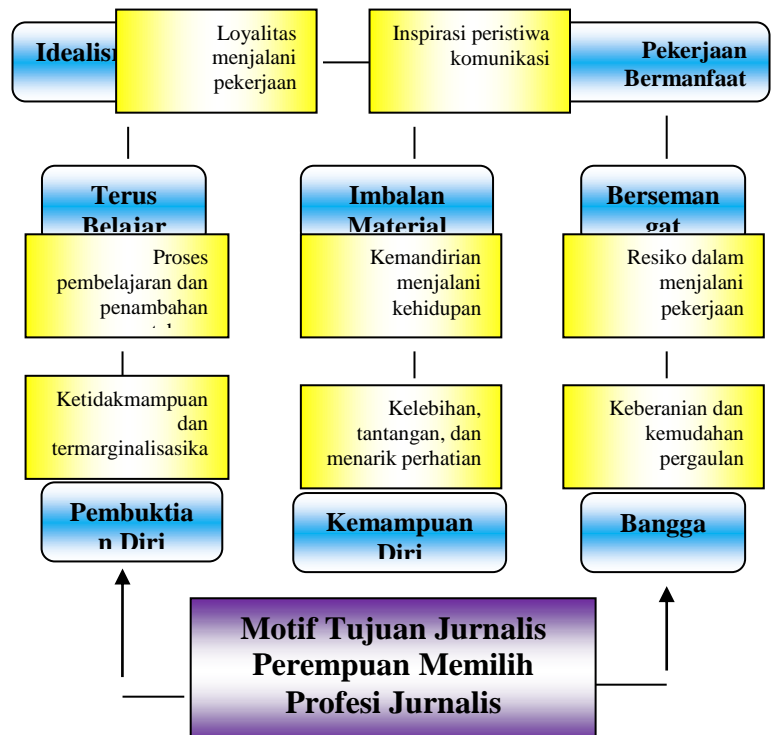 Idealis
Loyalitas
menjalani
pekerjaan
Inspirasi peristiwa
komunikasi
Pekerjaan
Bermanfaat
Terus
Belajar
Imbalan
Material
Berseman
gat
Proses
pembelajaran dan
penambahan
Kemandirian
menjalani
kehidupan
Resiko dalam
menjalani
pekerjaan
Ketidakmampuan
dan
termarginalisasika
Kelebihan,
tantangan, dan
menarik perhatian
Keberanian dan
kemudahan
pergaulan
Pembuktia
n Diri
Kemampuan
Diri
Bangga
Motif Tujuan Jurnalis
Perempuan Memilih
Profesi Jurnalis